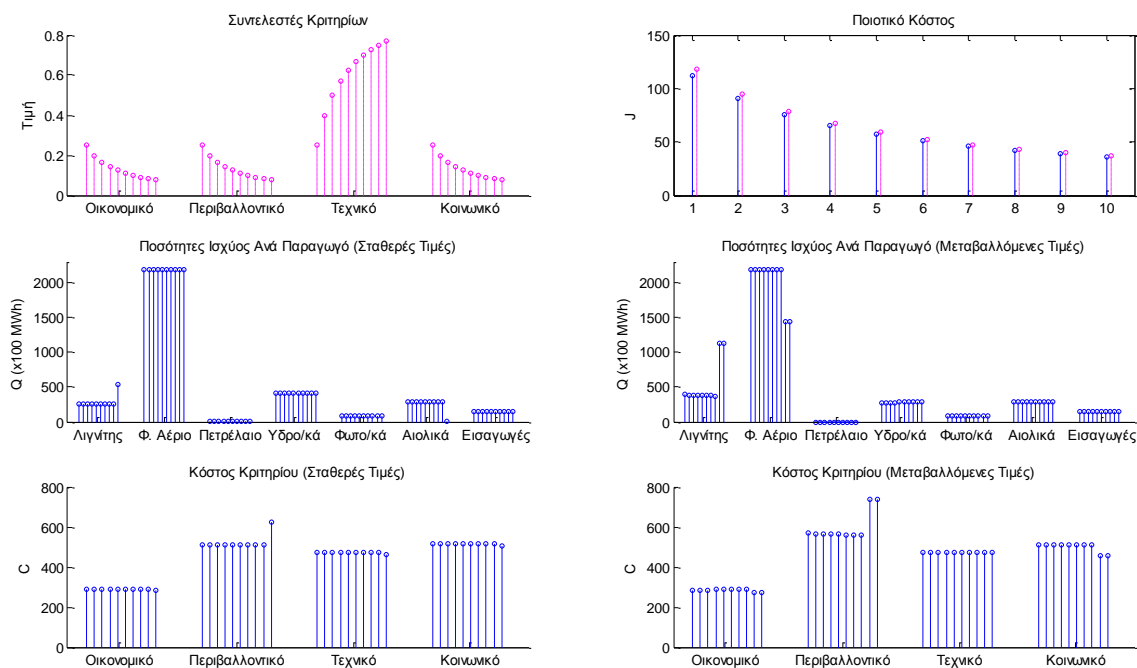 Συντελεστές Κριτηρίων
Τιμή
0.8
0.6
0.4
0.2
0
Οικονομικό Περιβαλλοντικό Τεχνικό Κοινωνικό
Ποιοτικό Κόστος
J
150
100
50
0
1 2 3 4 5 6 7 8 9 10
Ποσότητες Ισχύος Ανά Παραγωγό (Σταθερές Τιμές)
Q (x100 MWh)
2000
1500
1000
500
0
Λιγνίτης Φ. Αέριο Πετρέλαιο Υδρο/κά Φωτο/κά Αιολικά Εισαγωγές
Ποσότητες Ισχύος Ανά Παραγωγό (Μεταβαλλόμενες Τιμές)
Q (x100 MWh)
2000
1500
1000
500
0
Λιγνίτης Φ. Αέριο Πετρέλαιο Υδρο/κά Φωτο/κά Αιολικά Εισαγωγές
Κόστος Κριτηρίου (Σταθερές Τιμές)
C
800
600
400
200
0
Οικονομικό Περιβαλλοντικό Τεχνικό Κοινωνικό
Κόστος Κριτηρίου (Μεταβαλλόμενες Τιμές)
C
800
600
400
200
0
Οικονομικό Περιβαλλοντικό Τεχνικό Κοινωνικό